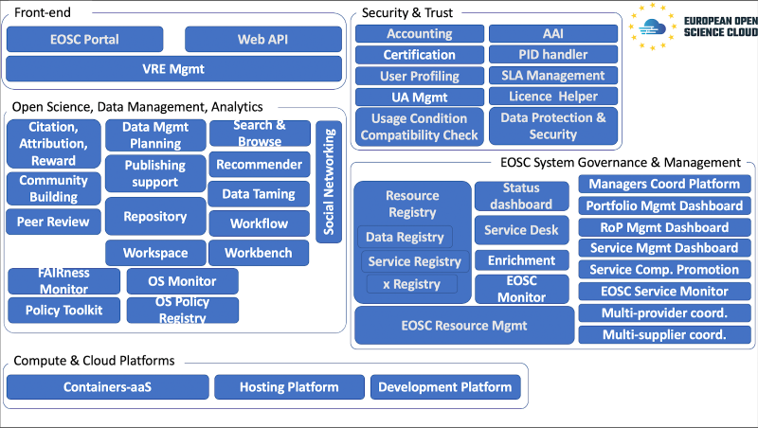 Front-end
EOSC Portal
Web API
VRE Mgmt
Security & Trust
Accounting
AAI
Certification
PID handler
User Profiling
SLA Management
UA Mgmt
Licence Helper
Usage Condition
Compatibility Check
Data Protection &
Security
EUROPEAN OPEN
SCIENCE CLOUD
Open Science, Data Management, Analytics
Citation,
Attribution,
Reward
Community
Building
Peer Review
Data Mgmt
Planning
Publishing
support
Repository
Workspace
Search &
Browse
Recommender
Data Taming
Workflow
Workbench
Social Networking
FAIRness
Monitor
OS Monitor
Policy Toolkit
OS Policy
Registry
EOSC System Governance & Management
Resource
Registry
Data Registry
Service Registry
x Registry
Status
dashboard
Service Desk
Enrichment
EOSC
Monitor
EOSC Resource Mgmt
Managers Coord Platform
Portfolio Mgmt Dashboard
RoP Mgmt Dashboard
Service Mgmt Dashboard
Service Comp. Promotion
EOSC Service Monitor
Multi-provider coord.
Multi-supplier coord.
Compute & Cloud Platforms
Containers-aaS
Hosting Platform
Development Platform